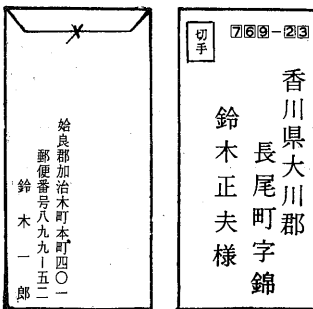 姶良郡加治木町本町四〇一
郵便番号八九九ー五二
鈴木一郎
切手
769-23
香川県大川郡
長尾町字錦
鈴木正夫様